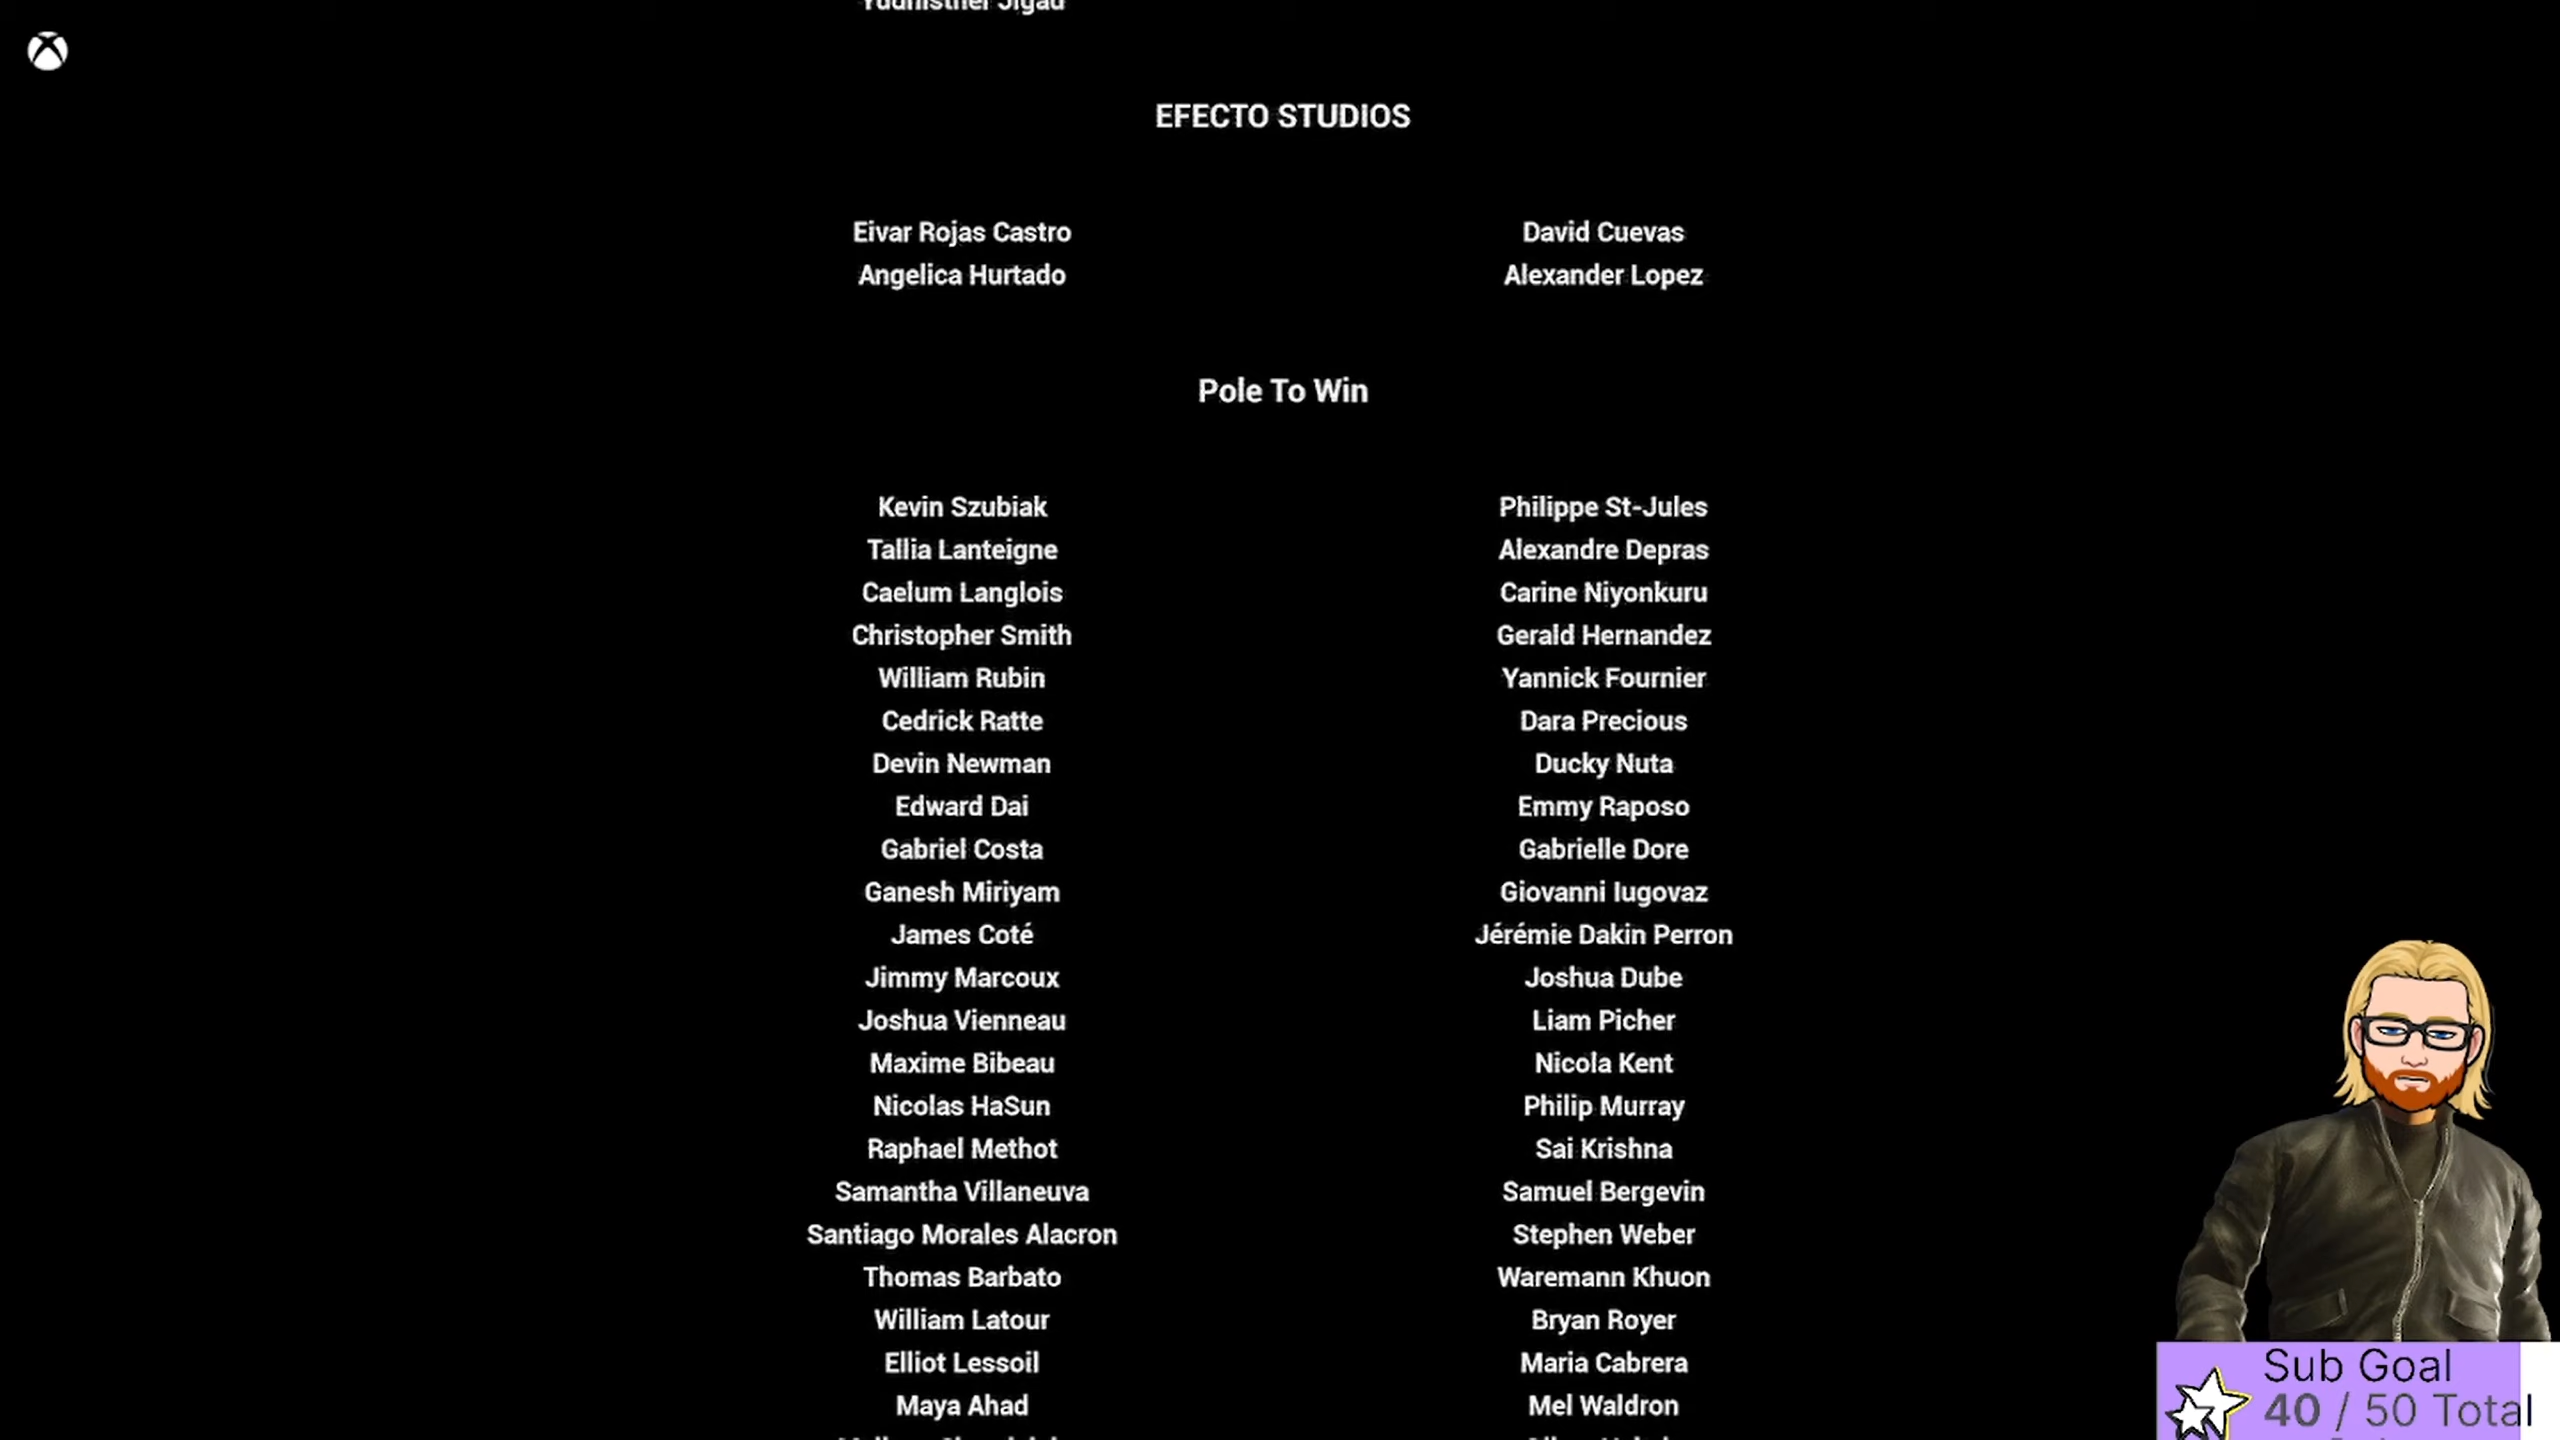 EFECTO STUDIOS
Eivar Rojas Castro David Cuevas
Angelica Hurtado Alexander Lopez
Pole To Win
Kevin Szubiak Philippe St-Jules
Tallia Lanteigne Alexandre Depras
Caelum Langlois Carine Niyonkuru
Christopher Smith Gerald Hernandez
William Rubin Yannick Fournier
Cedrick Ratte Dara Precious
Devin Newman Ducky Nuta
Edward Dai Emmy Raposo
Gabriel Costa Gabrielle Dore
Ganesh Miriyam Giovanni Iugovaz
James Coté Jérémie Dakin Perron
Jimmy Marcoux Joshua Dube
Joshua Vienneau Liam Picher
Maxime Bibeau Nicola Kent
Nicolas HaSun Philip Murray
Raphael Methot Sai Krishna
Samantha Villaneuva Samuel Bergevin
Santiago Morales Alacron Stephen Weber
Thomas Barbato Waremann Khuon
William Latour Bryan Royer
Elliot Lessoil Maria Cabrera
Maya Ahad Mel Waldron
Sub Goal
40 / 50 Total